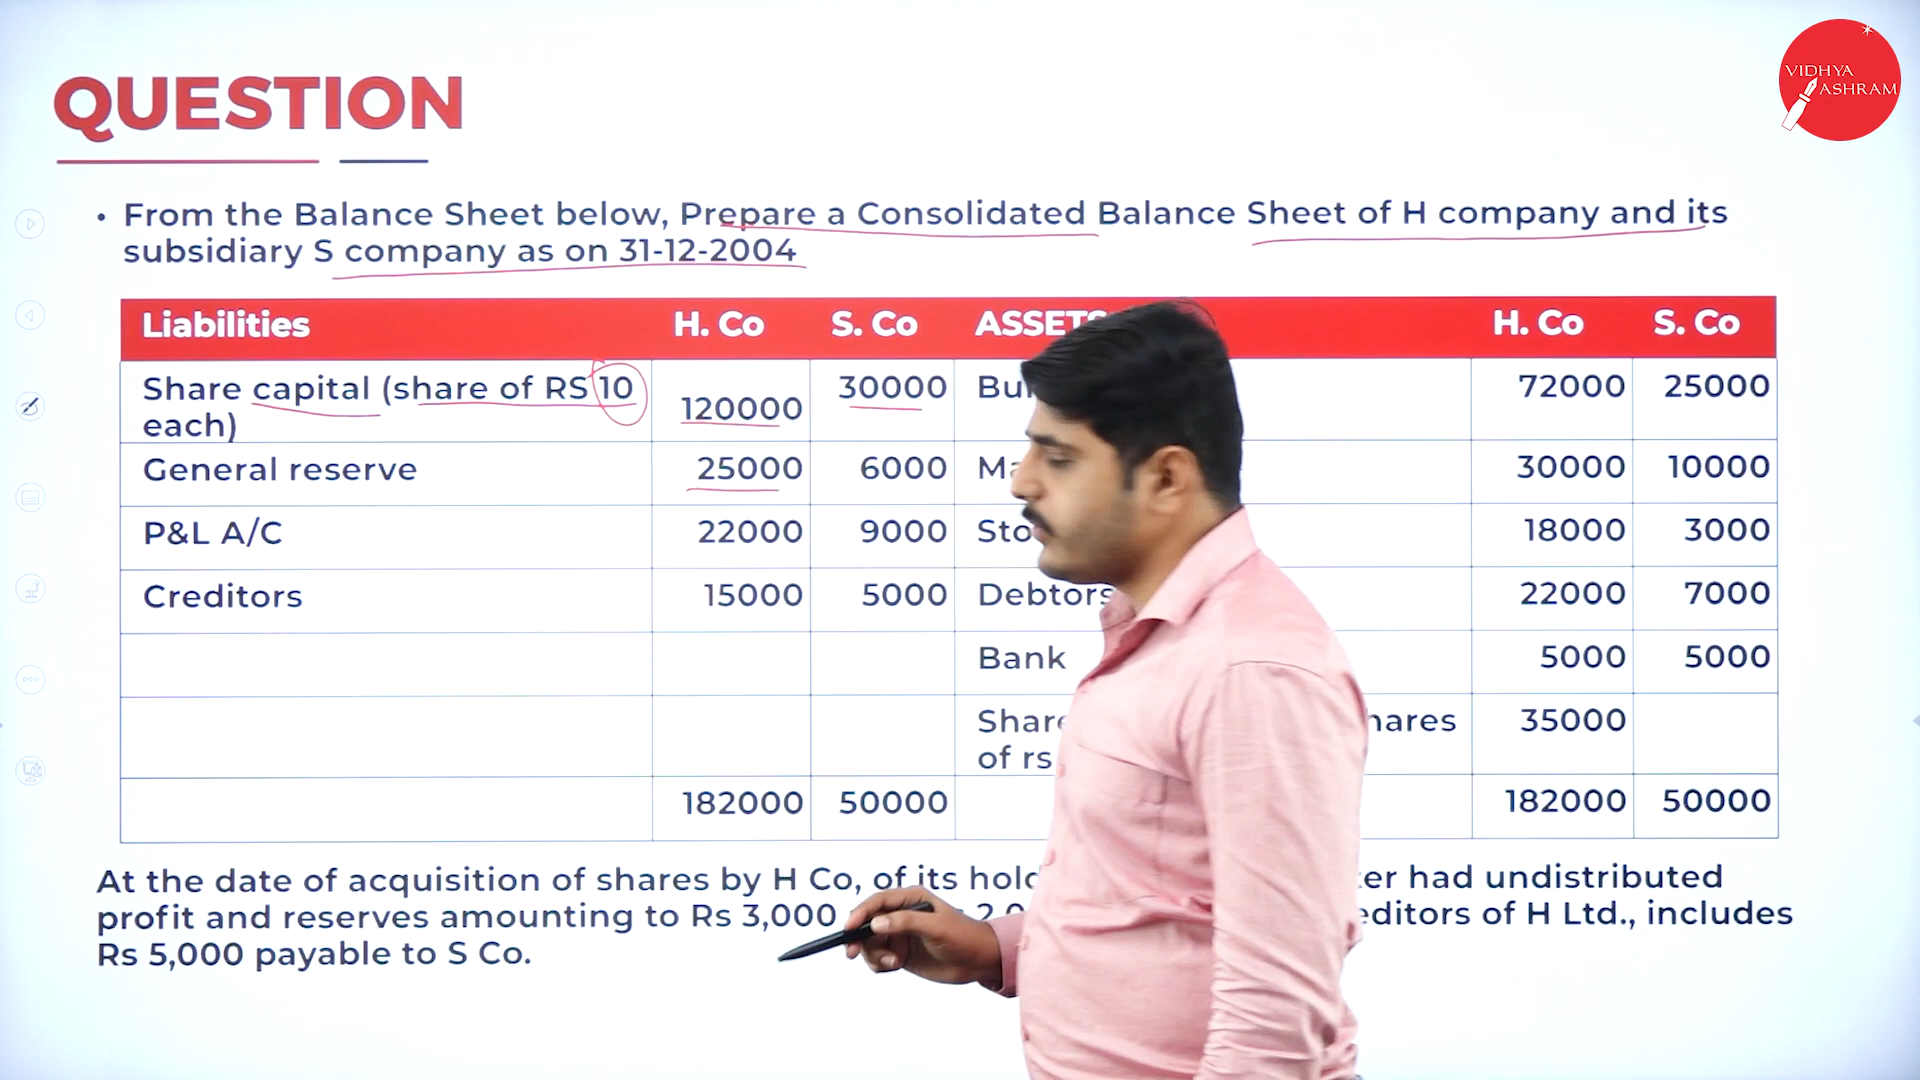 VIDHYA
ASHRAM
QUESTION
• From the Balance Sheet below, Prepare a Consolidated Balance Sheet of H company and its
subsidiary S company as on 31-12-2004
Liabilities H. Co S. Co ASSETS H. Co S. Co
Share capital (share of RS 10 each) 120000 30000 72000 25000
General reserve 25000 6000 30000 10000
P&L A/C 22000 9000 18000 3000
Creditors 15000 5000 Debtors 22000 7000
Bank 5000 5000
of rs 35000
182000 50000 182000 50000
At the date of acquisition of shares by H Co, of its had undistributed
profit and reserves amounting to Rs 3,000 of H Ltd., includes
Rs 5,000 payable to S Co.